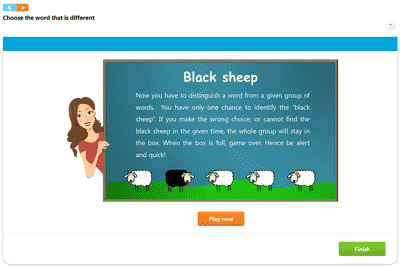 Choose the word that is different
?
Black sheep
Now you have to distinguish a word from a given group of
words. You have only one chance to identify the "black
sheep". If you make the wrong choice, or cannot find the
black sheep in the given time, the whole group will stay in
the box. When the box is full, game over. Hence be alert
and quick!
Play now
Finish